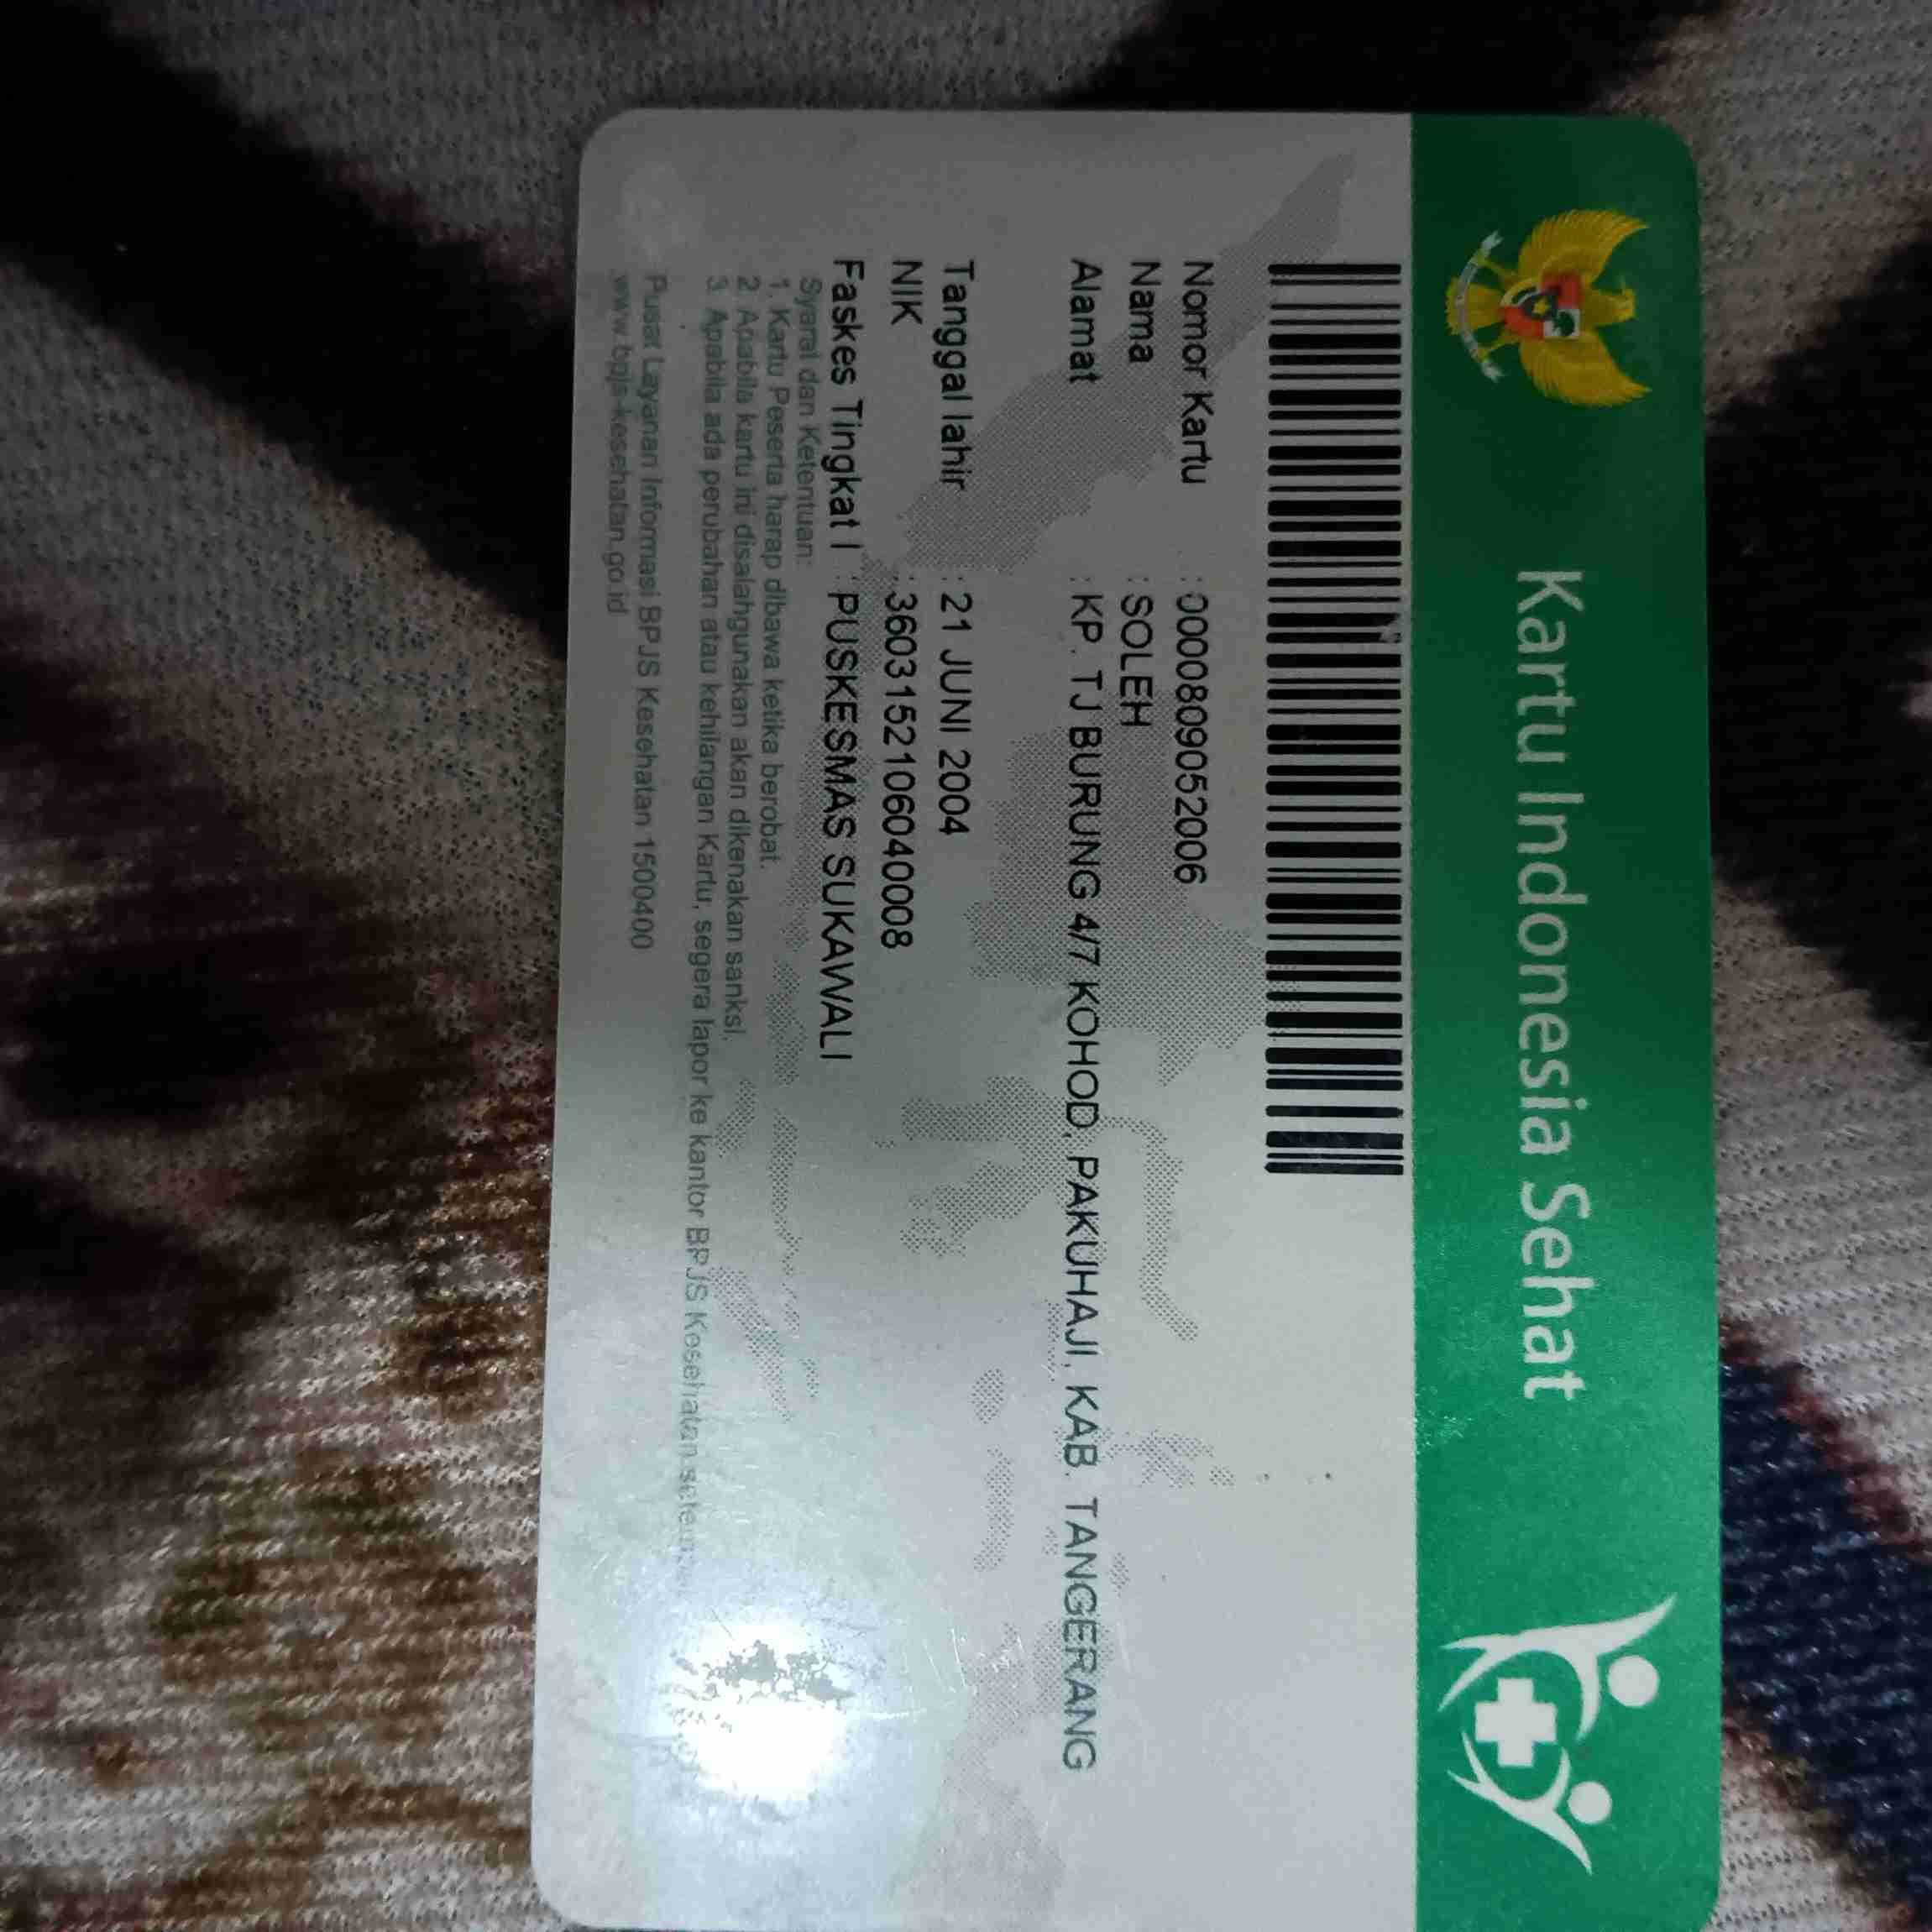 Kartu Indonesia Sehat
Nomor Kartu : 0000809052006
Nama : SOLEH
Alamat : KP. TJ BURUNG 4/7 KOHOD, PAKUHAJI, KAB. TANGERANG
Tanggal lahir : 21 JUNI 2004
NIK : 3603152106040008
Faskes Tingkat I : PUSKESMAS SUKAWALI
Syarat dan Ketentuan:
1. Kartu Peserta harap dibawa ketika berobat.
2. Apabila kartu ini disalahgunakan akan dikenakan sanksi.
3. Apabila ada perubahan atau kehilangan Kartu, segera lapor ke kantor BPJS Kesehatan
Pusat Layanan Informasi BPJS Kesehatan 1500400
www.bpjs-kesehatan.go.id